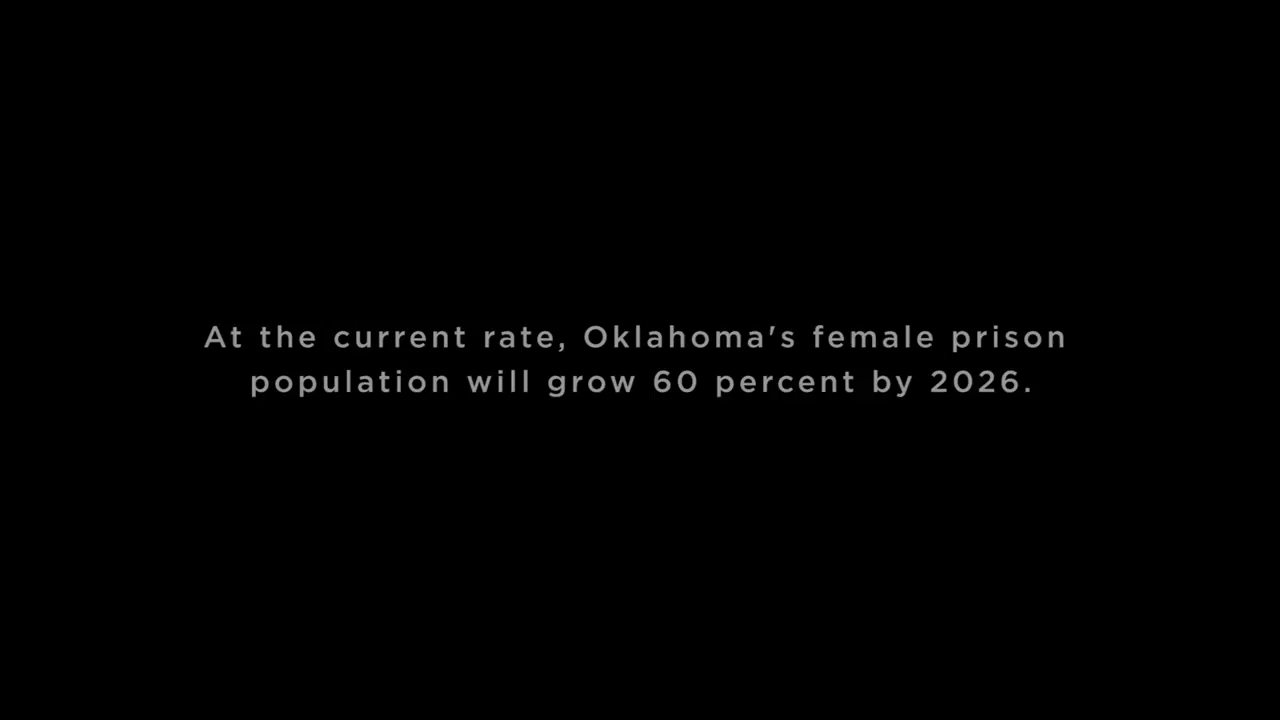 At the current rate, Oklahoma's female prison
population will grow 60 percent by 2026.